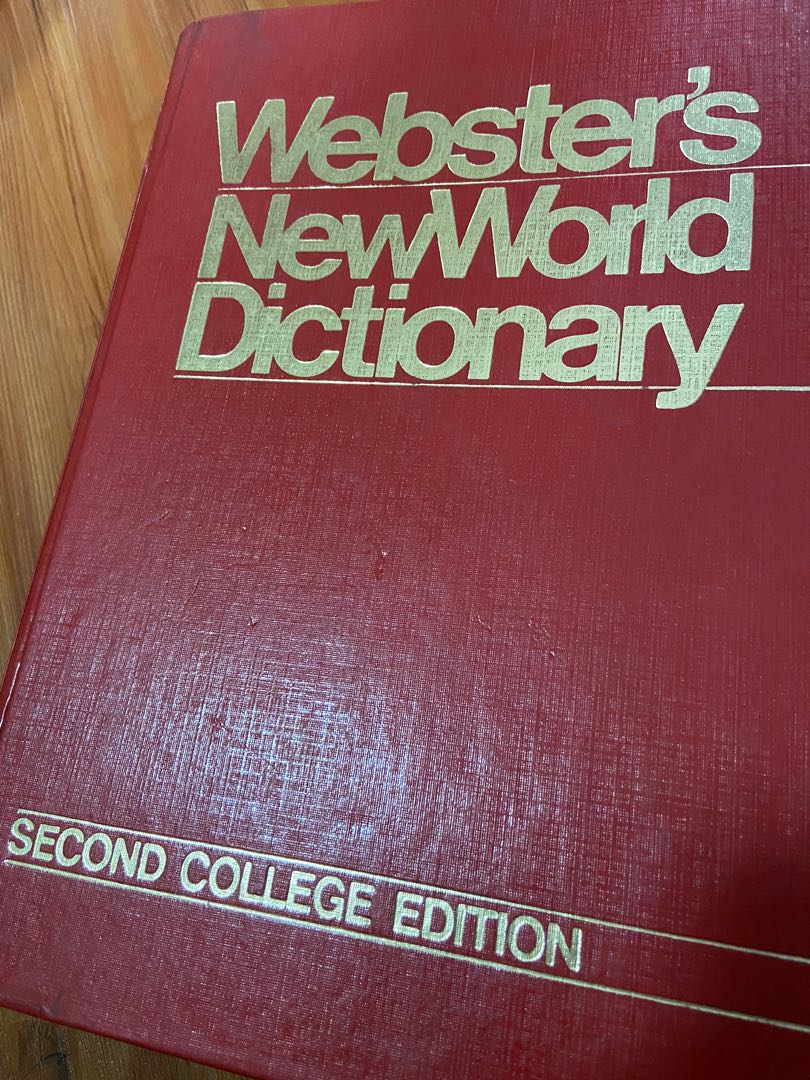 Webster's
New World
Dictionary
SECOND COLLEGE EDITION